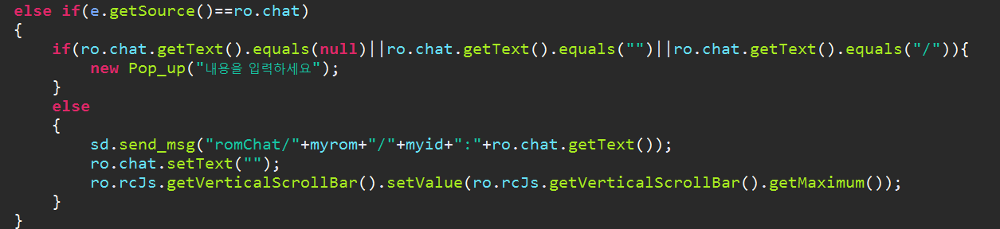 else if(e.getSource()==ro.chat)
{
    if(ro.chat.getText().equals(null)||ro.chat.getText().equals("")||ro.chat.getText().equals("/")){
        new Pop_up("내용을 입력하세요");
    }
    else
    {
        sd.send_msg("romChat/"+myrom+"/"+myid+":"+ro.chat.getText());
        ro.chat.setText("");
        ro.rcJs.getVerticalScrollBar().setValue(ro.rcJs.getVerticalScrollBar().getMaximum());
    }
}